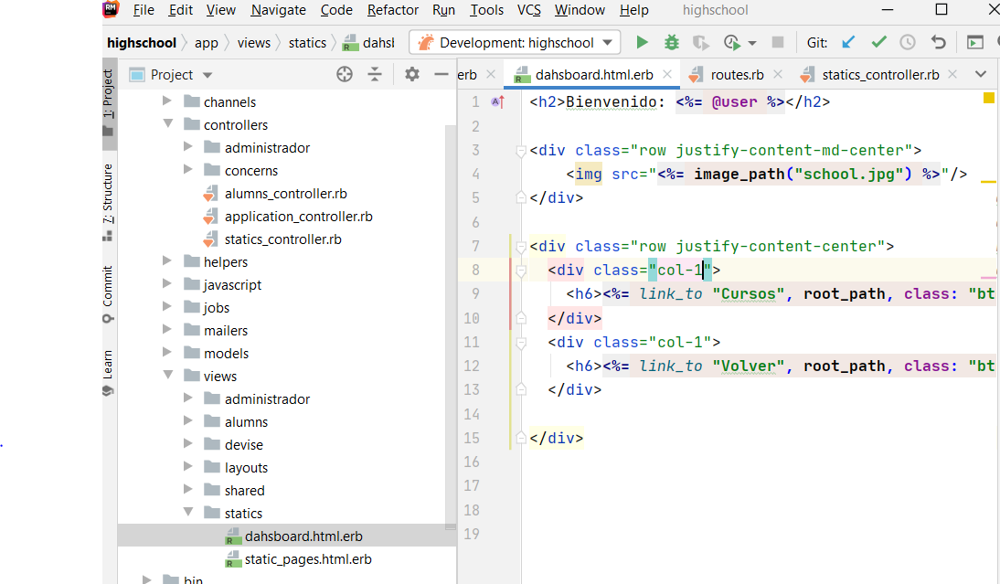 RM File Edit View Navigate Code Refactor Run Tools VCS Window Help highschool
highschool app views statics dahsl Development: highschool Git:
1: Project
7: Structure
Commit
Learn
Project
channels
controllers
administrador
concerns
alumns_controller.rb
application_controller.rb
statics_controller.rb
helpers
javascript
jobs
mailers
models
views
administrador
alumns
devise
layouts
shared
statics
dahsboard.html.erb
static_pages.html.erb
bin
erb dahsboard.html.erb routes.rb statics_controller.rb
1 <h2>Bienvenido: <%= @user %></h2>
2
3 <div class="row justify-content-md-center">
4 <img src="<%= image_path("school.jpg") %>"/>
5 </div>
6
7 <div class="row justify-content-center">
8 <div class="col-1">
9 <h6><%= link_to "Cursos", root_path, class: "bt
10 </div>
11 <div class="col-1">
12 <h6><%= link_to "Volver", root_path, class: "bt
13 </div>
14
15 </div>
16
17
18
19